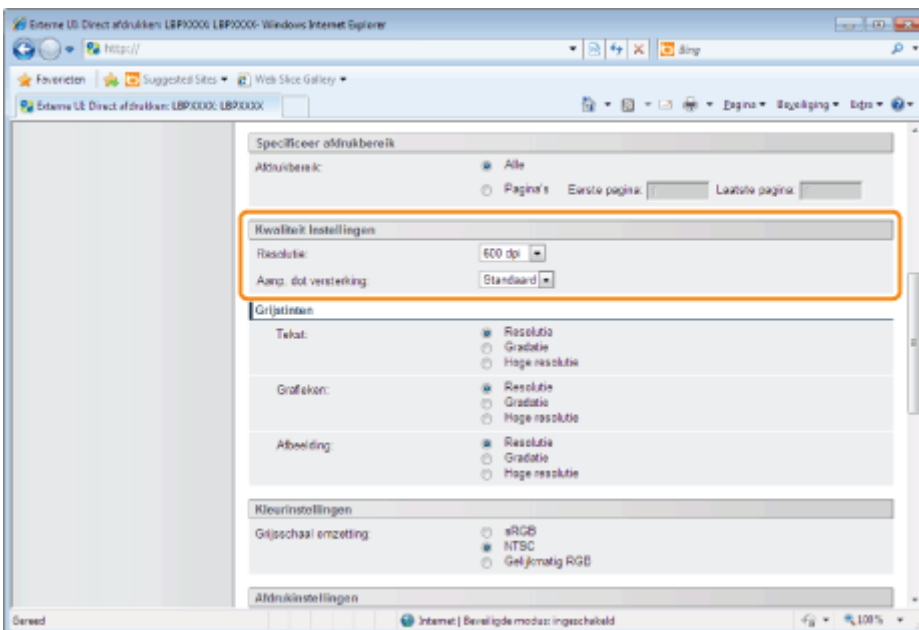 Externe UI: Direct afdrukken: LBPXXXX: LBPXXXX- Windows Internet Explorer
http://
Bing
Favorieten Suggested Sites Web Slice Gallery
Externe UI: Direct afdrukken: LBPXXXX: LBPXXXX
Pagina Beveiliging Extra
Specificeer afdrukbereik
Afdrukbereik: Alle
Pagina's Eerste pagina: Laatste pagina:
Kwaliteit Instellingen
Resolutie: 600 dpi
Aanp. dot versterking: Standaard
Grijstinten
Tekst: Resolutie
Gradatie
Hoge resolutie
Grafieken: Resolutie
Gradatie
Hoge resolutie
Afbeelding: Resolutie
Gradatie
Hoge resolutie
Kleurinstellingen
Grijsschaal omzetting: sRGB
NTSC
Gelijkmatig RGB
Afdrukinstellingen
Gereed Internet | Beveiligde modus: ingeschakeld 100%